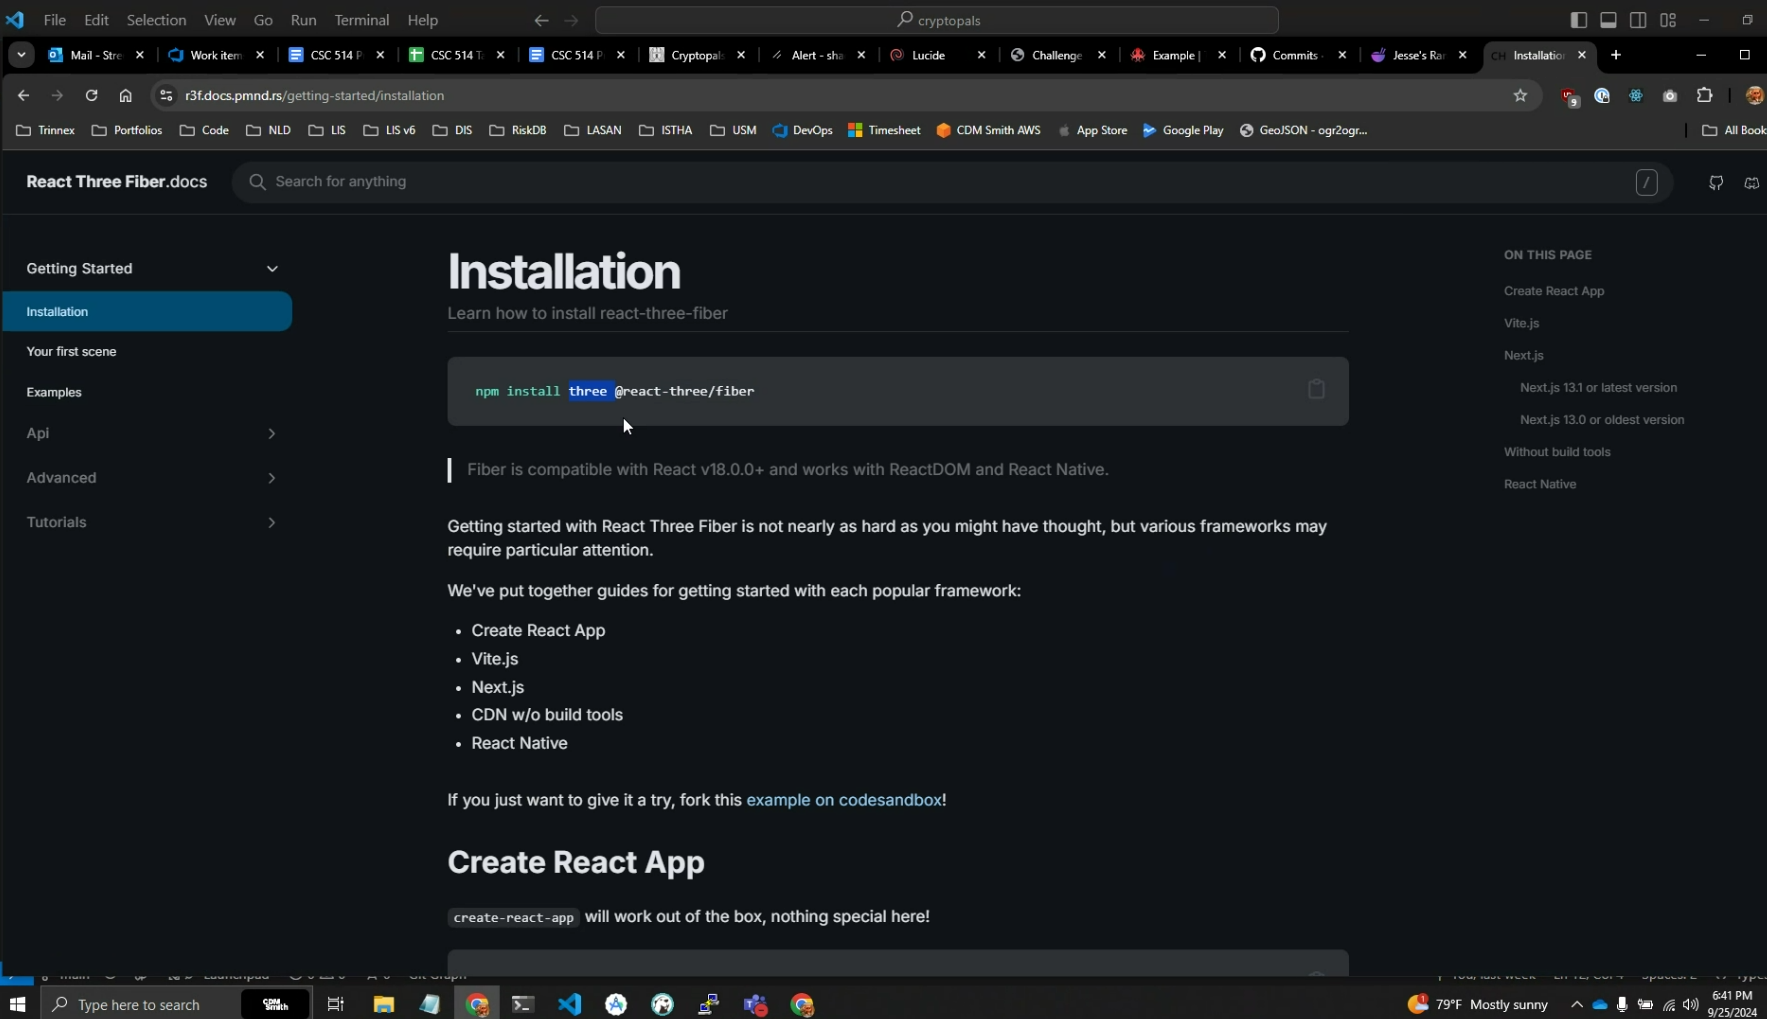 File Edit Selection View Go Run Terminal Help
cryptopals
Mail - Stre
Work item
CSC 514 P
CSC 514 Ta
CSC 514 P
Cryptopals
Alert - sha
Lucide
Challenge
Example |
Commits ·
Jesse's Ra
Installation
r3f.docs.pmnd.rs/getting-started/installation
9
Trinnex Portfolios Code NLD LIS LIS v6 DIS RiskDB LASAN ISTHA USM DevOps Timesheet CDM Smith AWS App Store Google Play GeoJSON - ogr2ogr... All Book
React Three Fiber.docs
Search for anything
/
Getting Started
Installation
Your first scene
Examples
Api
Advanced
Tutorials
Installation
Learn how to install react-three-fiber
npm install three @react-three/fiber
Fiber is compatible with React v18.0.0+ and works with ReactDOM and React Native.
Getting started with React Three Fiber is not nearly as hard as you might have thought, but various frameworks may
require particular attention.
We've put together guides for getting started with each popular framework:
• Create React App
• Vite.js
• Next.js
• CDN w/o build tools
• React Native
If you just want to give it a try, fork this example on codesandbox!
Create React App
create-react-app will work out of the box, nothing special here!
ON THIS PAGE
Create React App
Vite.js
Next.js
Next.js 13.1 or latest version
Next.js 13.0 or oldest version
Without build tools
React Native
Type here to search
CDM
Smith
79°F Mostly sunny
6:41 PM
9/25/2024